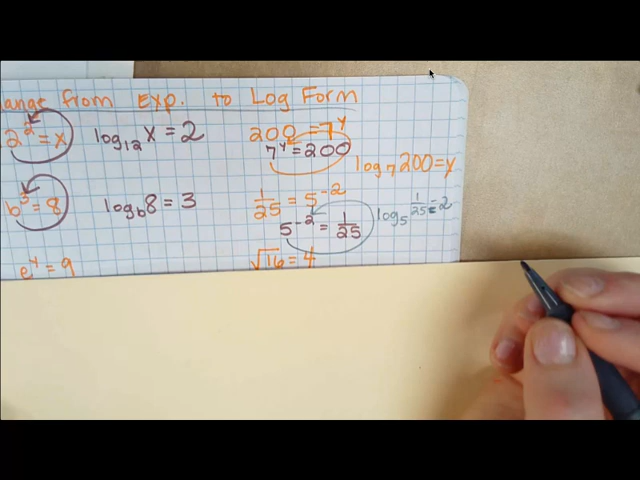 ange from Exp. to Log Form
2² = x log₁₂ x = 2 200 = 7ʸ
7ʸ = 200
log₇ 200 = y
b³ = 8 log_b 8 = 3 1/25 = 5⁻²
5⁻² = 1/25 log₅ 1/25 = -2
eʸ = 9 √16 = 4